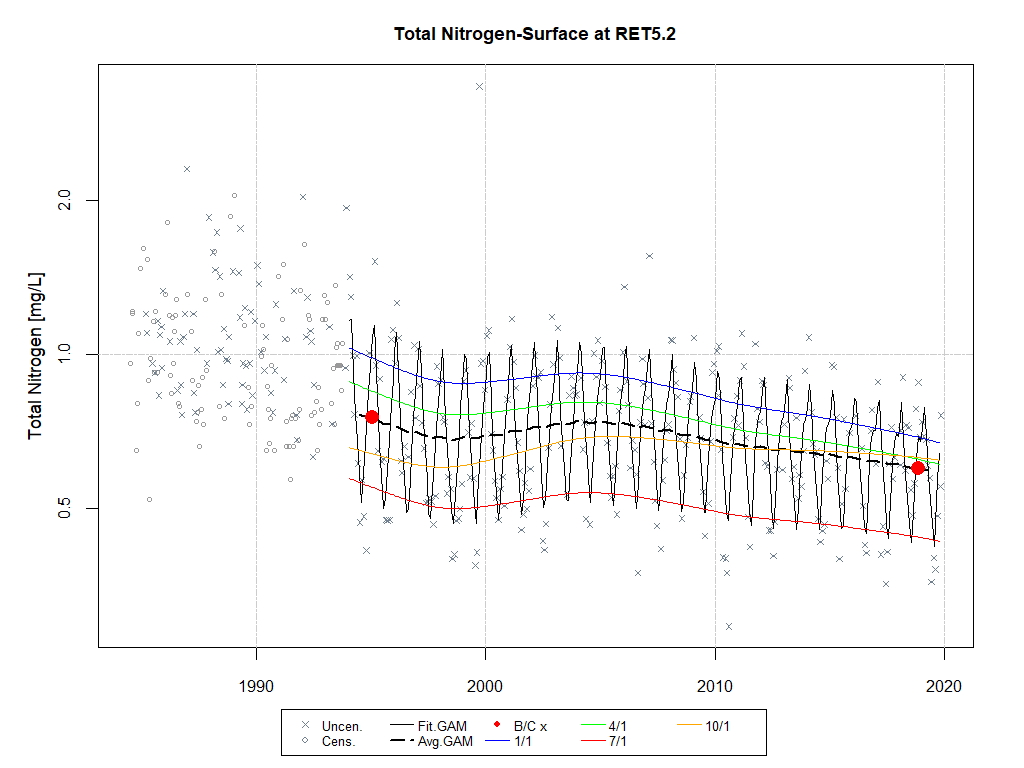 Total Nitrogen-Surface at RET5.2
Total Nitrogen [mg/L]
2.0
1.0
0.5
1990 2000 2010 2020
Uncen. Fit.GAM B/C x 4/1 10/1
Cens. Avg.GAM 1/1 7/1